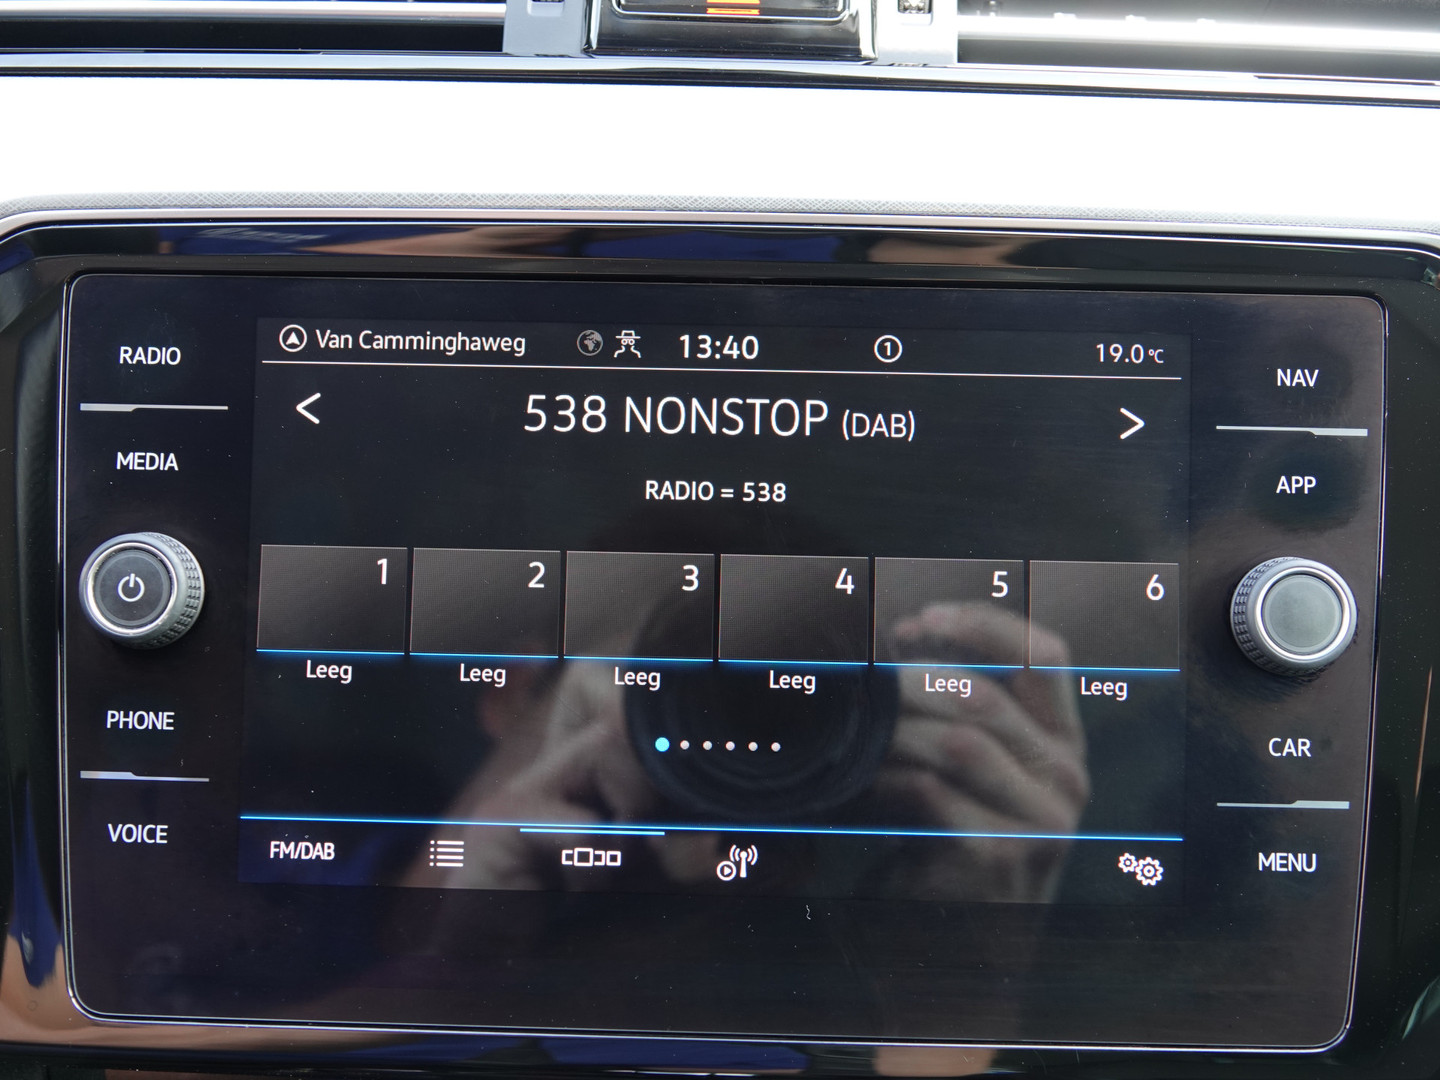 RADIO
MEDIA
PHONE
VOICE
Van Camminghaweg 13:40 1 19.0 °C
< 538 NONSTOP (DAB) >
RADIO = 538
1 2 3 4 5 6
Leeg Leeg Leeg Leeg Leeg Leeg
FM/DAB
NAV
APP
CAR
MENU